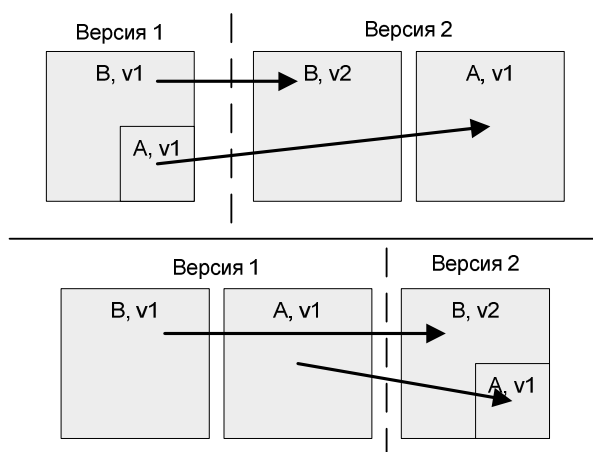 Версия 1
Версия 2
B, v1
B, v2
A, v1
A, v1
Версия 1
Версия 2
B, v1
A, v1
B, v2
A, v1